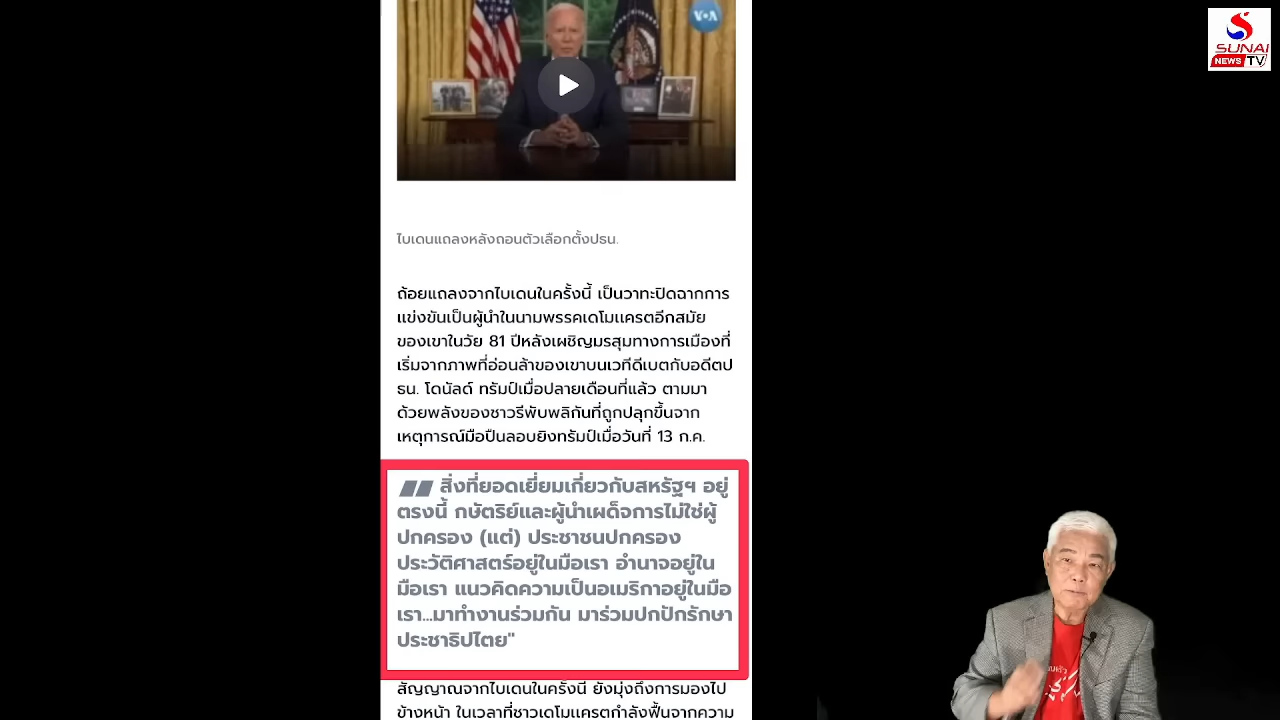 VOA
SUNAI
NEWS TV
ไบเดนแถลงหลังถอนตัวเลือกตั้งปธน.
ถ้อยแถลงจากไบเดนในครั้งนี้ เป็นวาทะปิดฉากการ
แข่งขันเป็นผู้นำในนามพรรคเดโมแครตอีกสมัย
ของเขาในวัย 81 ปีหลังเผชิญมรสุมทางการเมืองที่
เริ่มจากภาพที่อ่อนล้าของเขาบนเวทีดีเบตกับอดีตป
ธน. โดนัลด์ ทรัมป์เมื่อปลายเดือนที่แล้ว ตามมา
ด้วยพลังของชาวรีพับพลิกันที่ถูกปลุกขึ้นจาก
เหตุการณ์มือปืนลอบยิงทรัมป์เมื่อวันที่ 13 ก.ค.
สิ่งที่ยอดเยี่ยมเกี่ยวกับสหรัฐฯ อยู่
ตรงนี้ กษัตริย์และผู้นำเผด็จการไม่ใช่ผู้
ปกครอง (แต่) ประชาชนปกครอง
ประวัติศาสตร์อยู่ในมือเรา อำนาจอยู่ใน
มือเรา แนวคิดความเป็นอเมริกาอยู่ในมือ
เรา...มาทำงานร่วมกัน มาร่วมปกปักรักษา
ประชาธิปไตย"
สัญญาณจากไบเดนในครั้งนี้ ยังมุ่งถึงการมองไป
ข้างหน้า ในเวลาที่ชาวเดโมแครตกำลังฟื้นจากความ